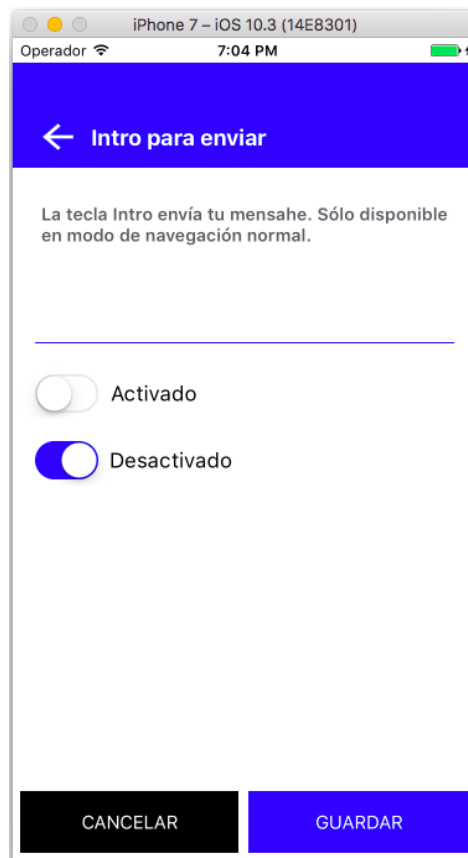 iPhone 7 – iOS 10.3 (14E8301)
Operador 7:04 PM
Intro para enviar
La tecla Intro envía tu mensahe. Sólo disponible
en modo de navegación normal.
Activado
Desactivado
CANCELAR GUARDAR